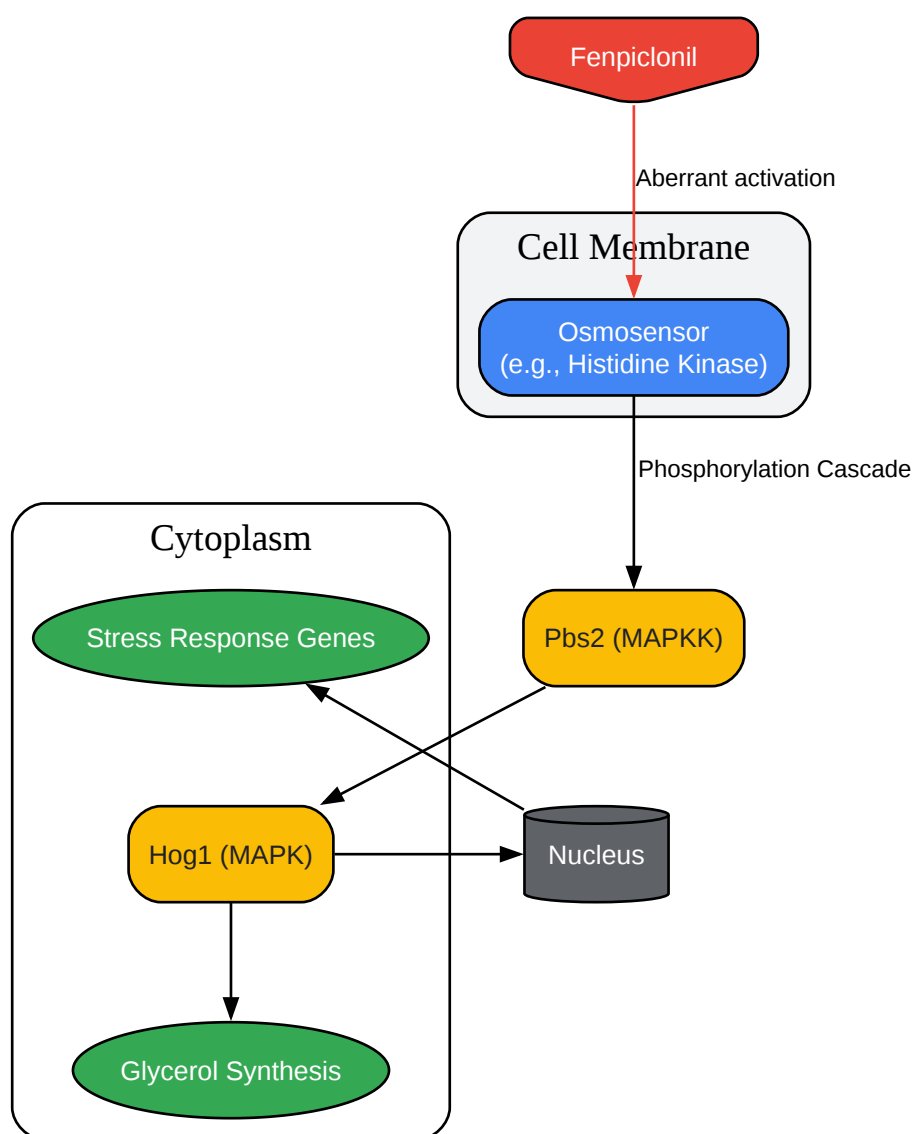 Fenpiclonil
Aberrant activation
Cell Membrane
Osmosensor
(e.g., Histidine Kinase)
Phosphorylation Cascade
Cytoplasm
Stress Response Genes
Pbs2 (MAPKK)
Hog1 (MAPK)
Nucleus
Glycerol Synthesis